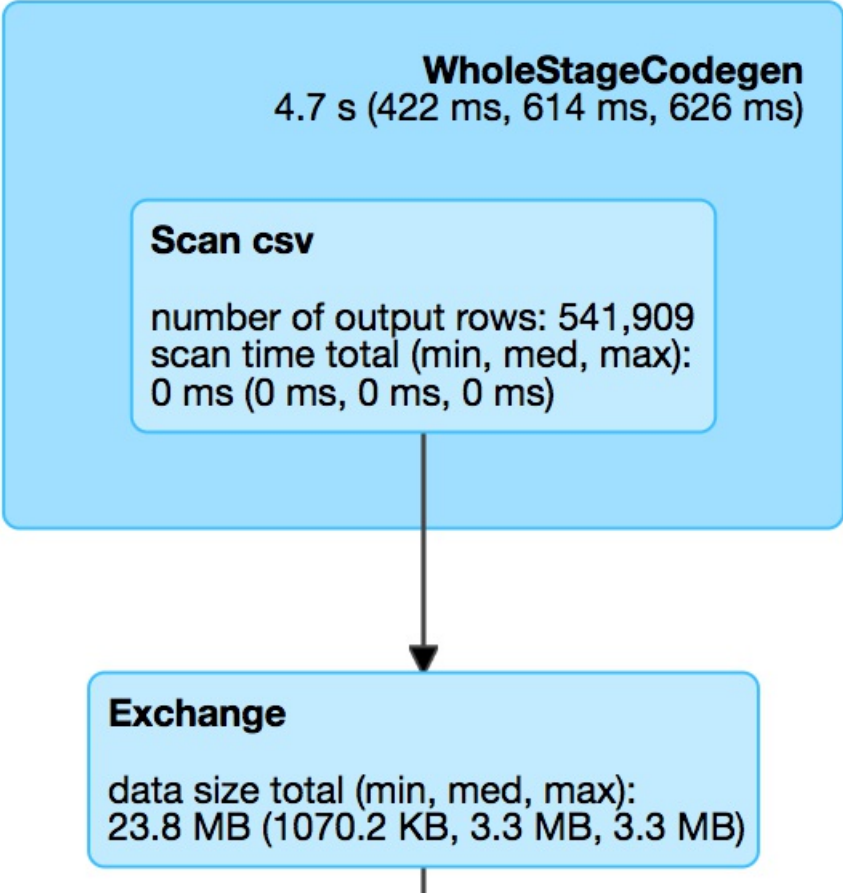 WholeStageCodegen
4.7 s (422 ms, 614 ms, 626 ms)
Scan csv
number of output rows: 541,909
scan time total (min, med, max):
0 ms (0 ms, 0 ms, 0 ms)
Exchange
data size total (min, med, max):
23.8 MB (1070.2 KB, 3.3 MB, 3.3 MB)